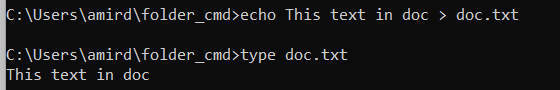 C:\Users\amird\folder_cmd>echo This text in doc > doc.txt
C:\Users\amird\folder_cmd>type doc.txt
This text in doc